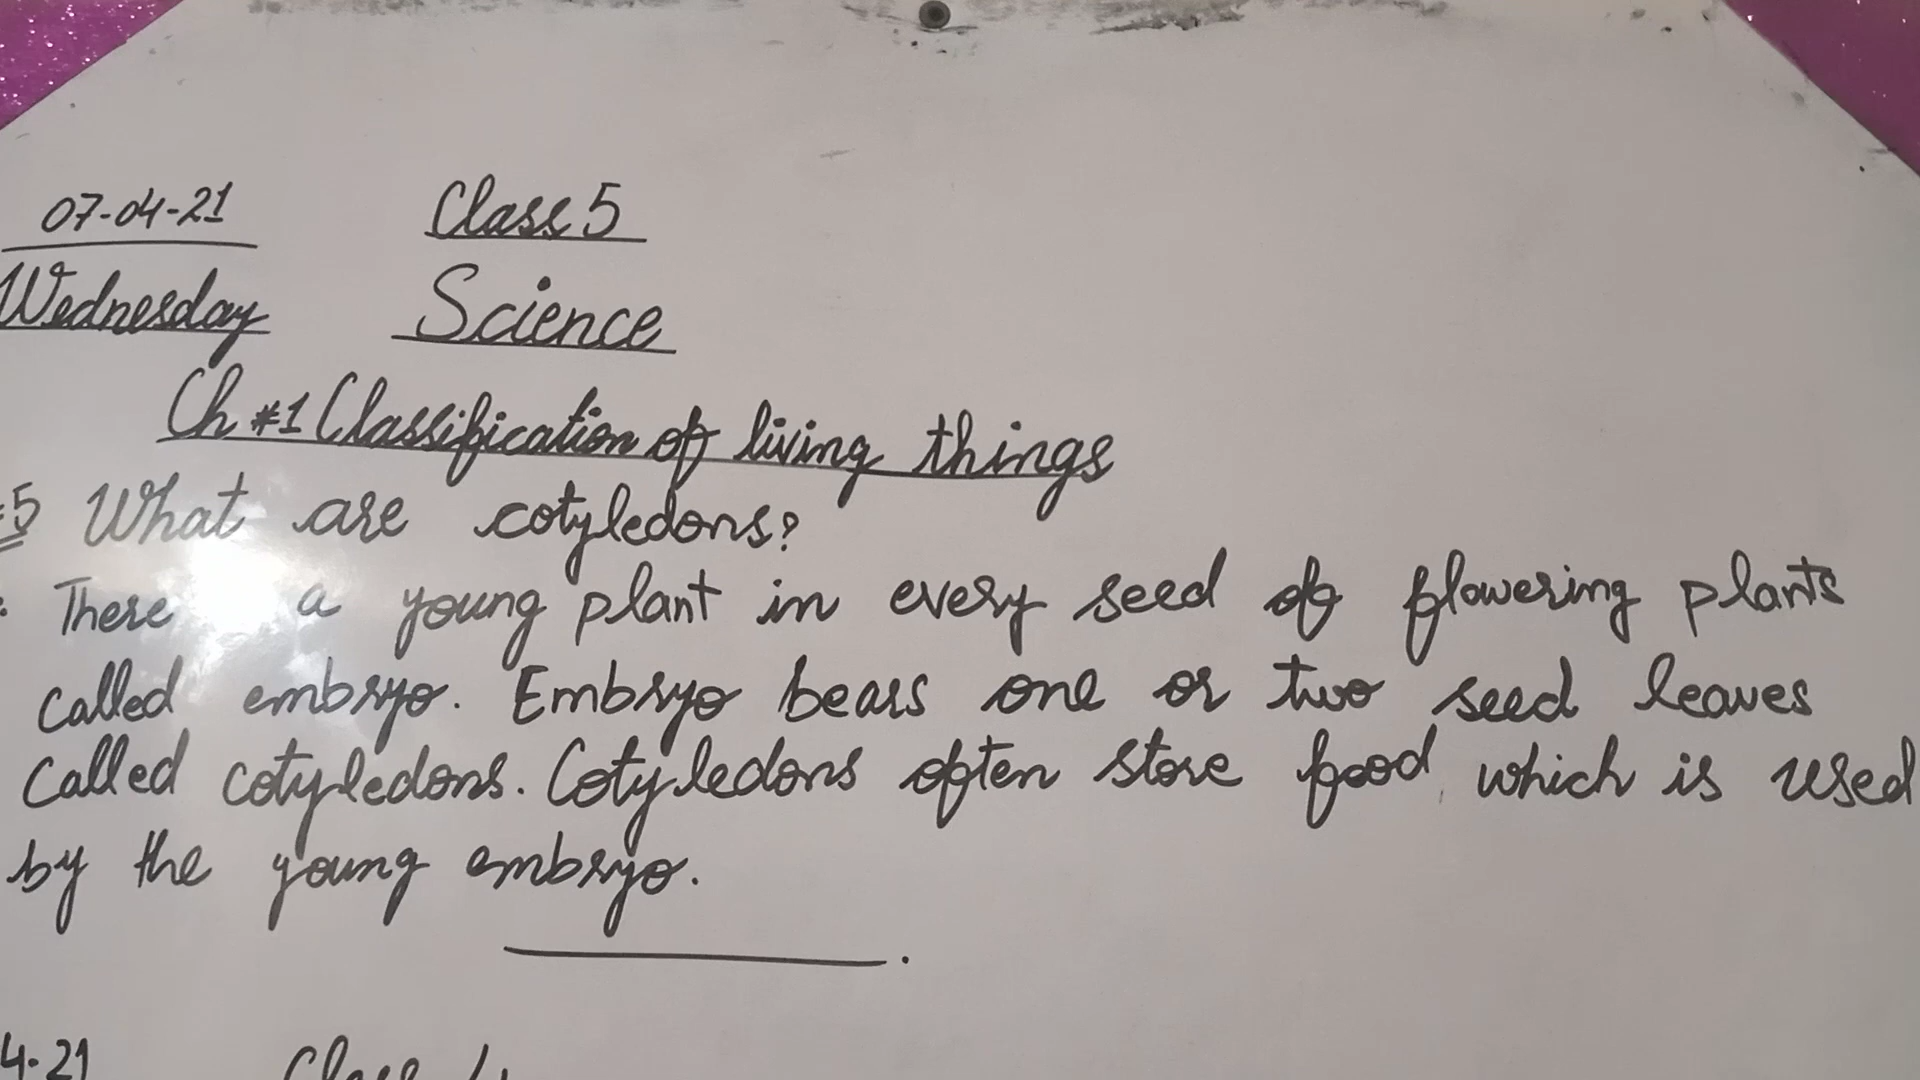 07-04-21 Class 5
Wednesday Science
Ch #1 Classification of living things
5 What are cotyledons?
There a young plant in every seed of flowering plants
called embryo. Embryo bears one or two seed leaves
called cotyledons. Cotyledons often store food, which is used
by the young embryo.
4-21 Class 4